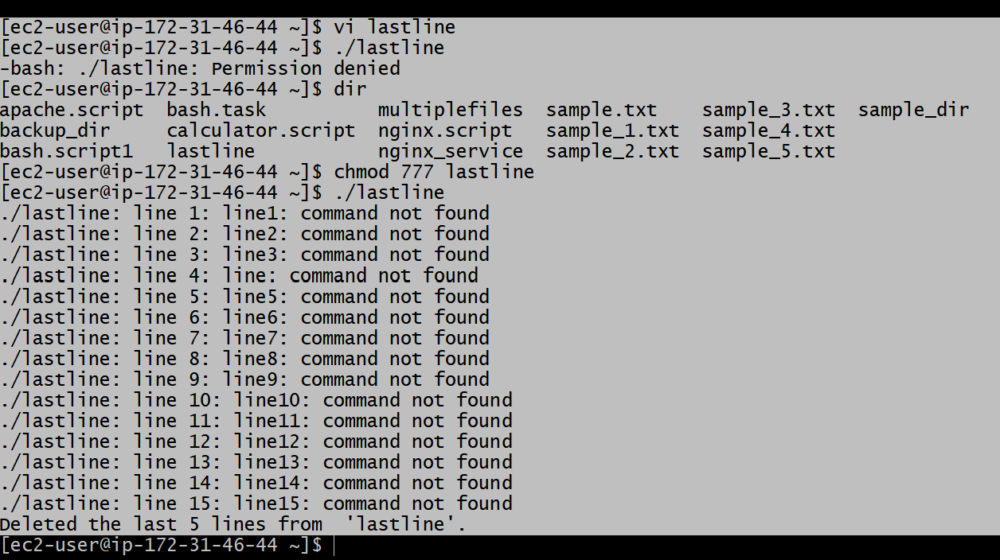 [ec2-user@ip-172-31-46-44 ~]$ vi lastline
[ec2-user@ip-172-31-46-44 ~]$ ./lastline
-bash: ./lastline: Permission denied
[ec2-user@ip-172-31-46-44 ~]$ dir
apache.script  bash.task          multiplefiles  sample.txt    sample_3.txt  sample_dir
backup_dir     calculator.script  nginx.script   sample_1.txt  sample_4.txt
bash.script1   lastline           nginx_service  sample_2.txt  sample_5.txt
[ec2-user@ip-172-31-46-44 ~]$ chmod 777 lastline
[ec2-user@ip-172-31-46-44 ~]$ ./lastline
./lastline: line 1: line1: command not found
./lastline: line 2: line2: command not found
./lastline: line 3: line3: command not found
./lastline: line 4: line: command not found
./lastline: line 5: line5: command not found
./lastline: line 6: line6: command not found
./lastline: line 7: line7: command not found
./lastline: line 8: line8: command not found
./lastline: line 9: line9: command not found
./lastline: line 10: line10: command not found
./lastline: line 11: line11: command not found
./lastline: line 12: line12: command not found
./lastline: line 13: line13: command not found
./lastline: line 14: line14: command not found
./lastline: line 15: line15: command not found
Deleted the last 5 lines from  'lastline'.
[ec2-user@ip-172-31-46-44 ~]$